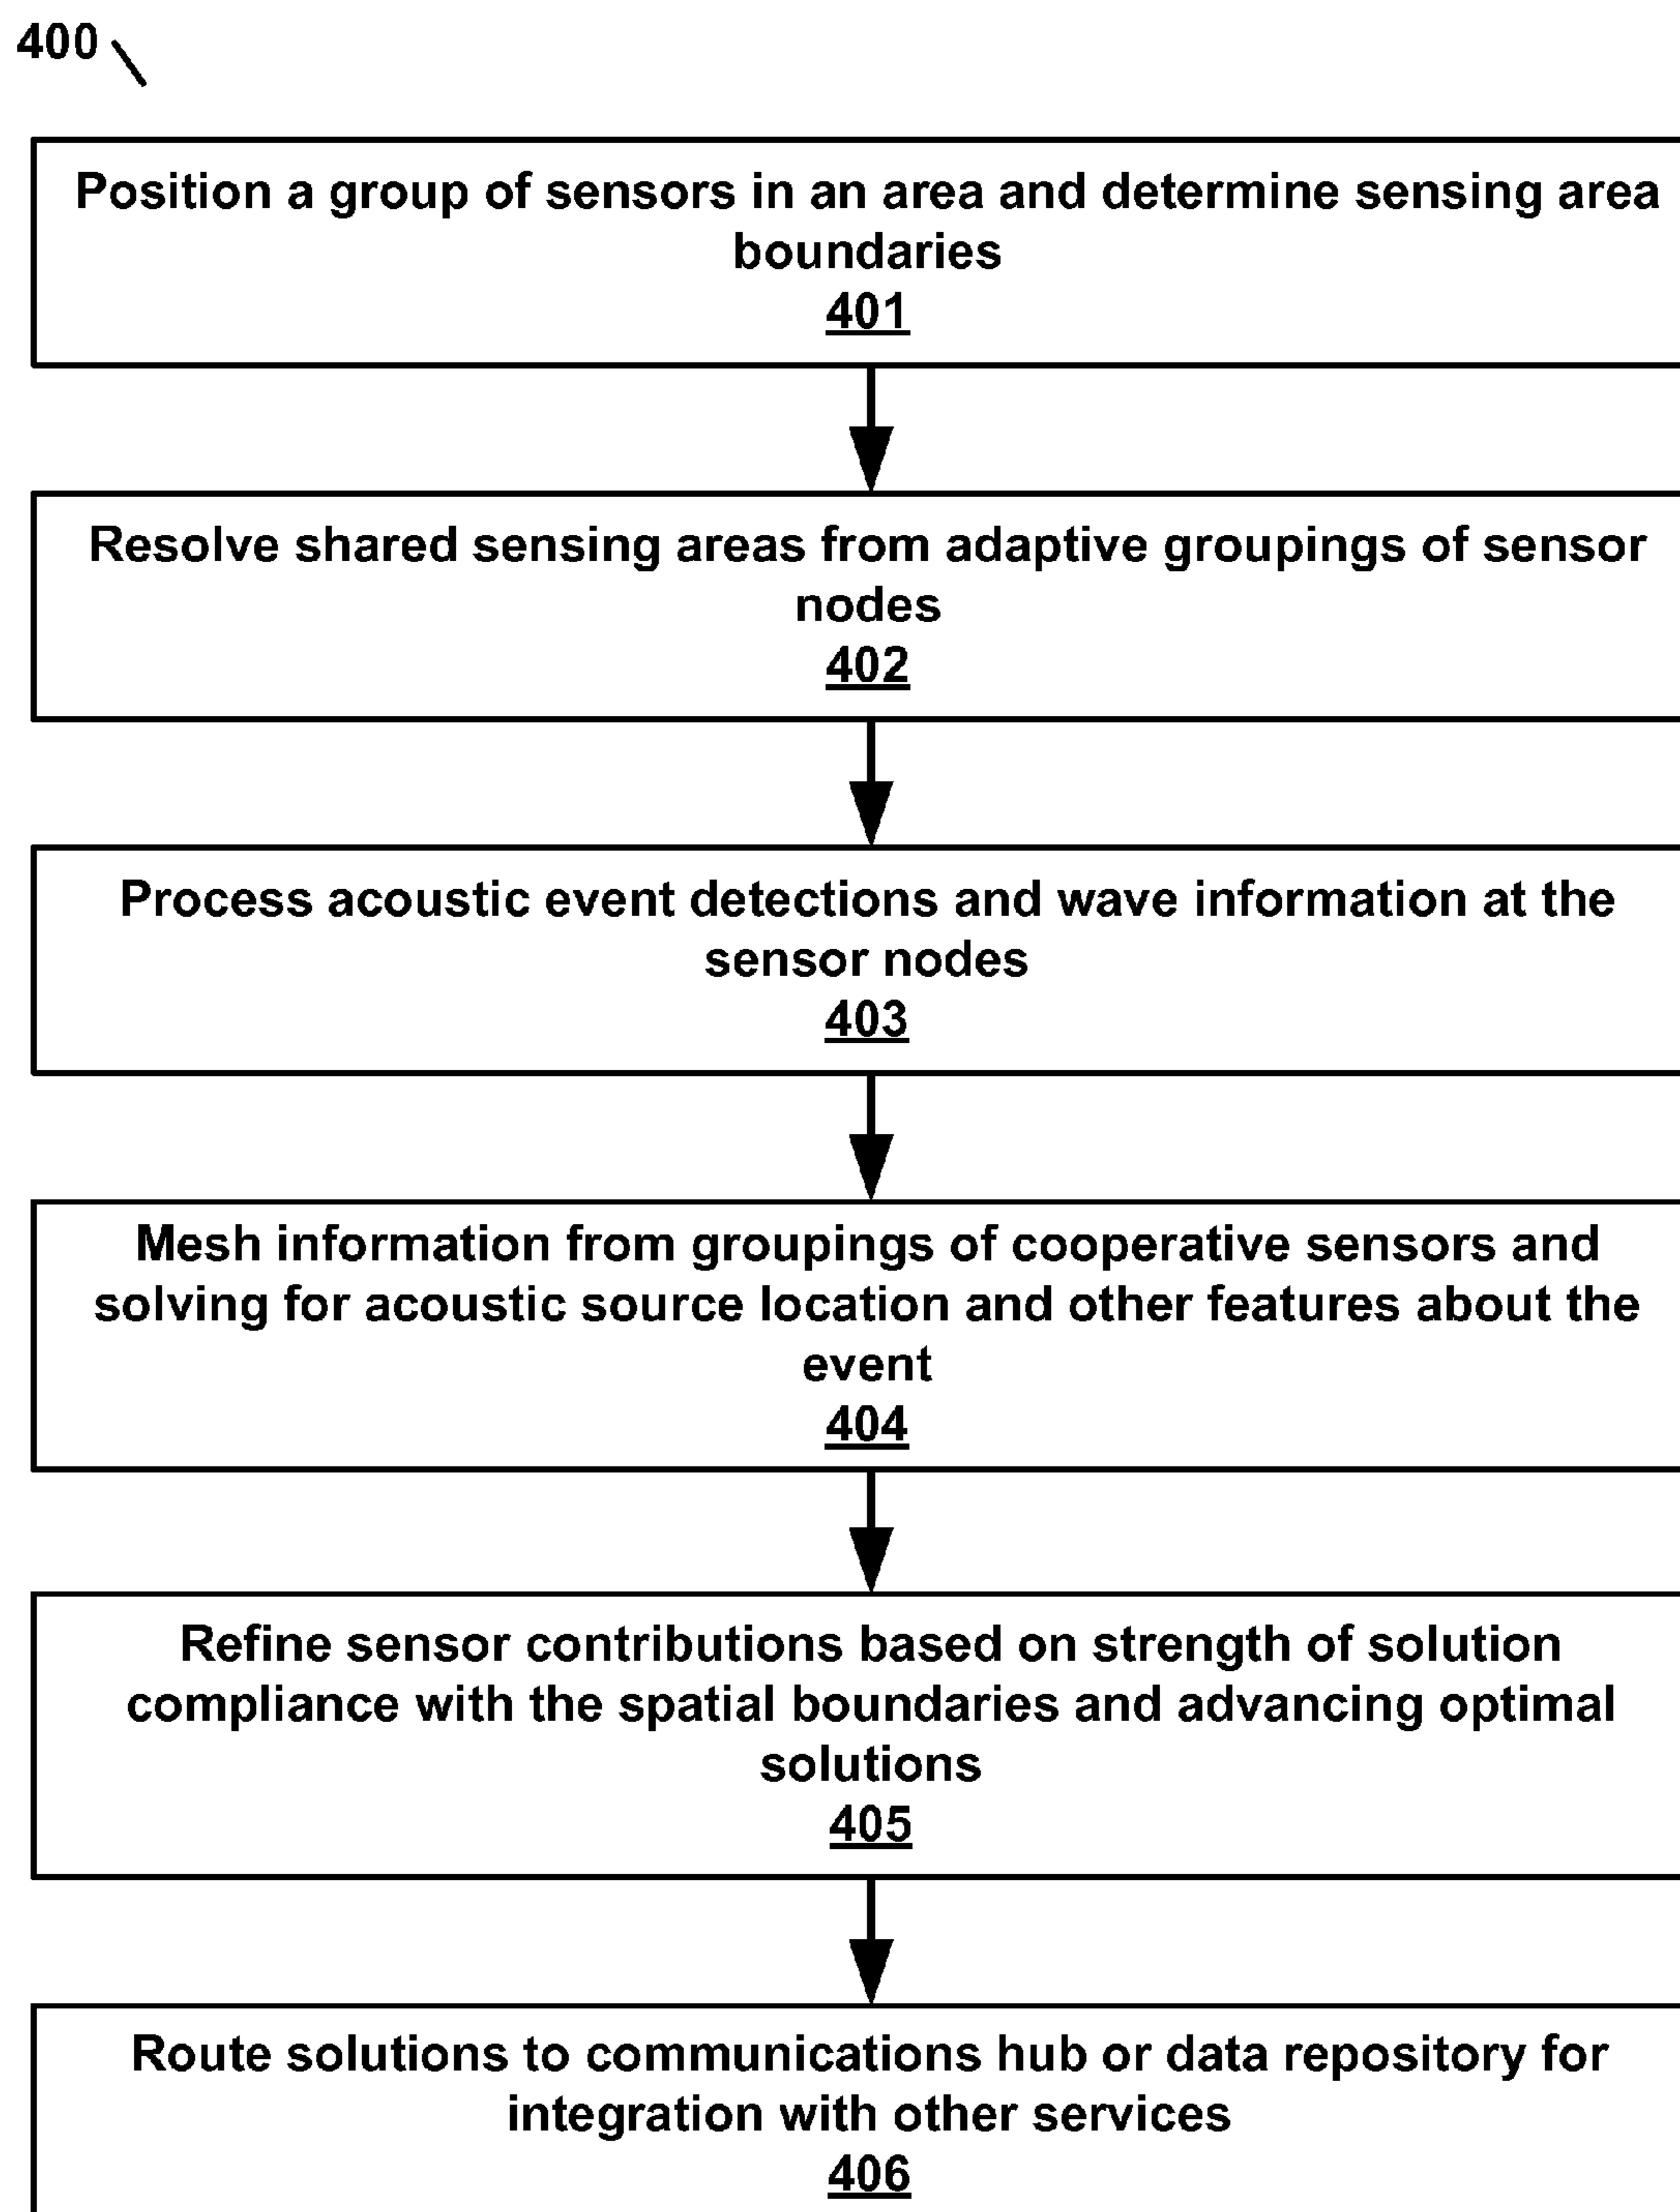 400
Position a group of sensors in an area and determine sensing area
boundaries
401
Resolve shared sensing areas from adaptive groupings of sensor
nodes
402
Process acoustic event detections and wave information at the
sensor nodes
403
Mesh information from groupings of cooperative sensors and
solving for acoustic source location and other features about the
event
404
Refine sensor contributions based on strength of solution
compliance with the spatial boundaries and advancing optimal
solutions
405
Route solutions to communications hub or data repository for
integration with other services
406